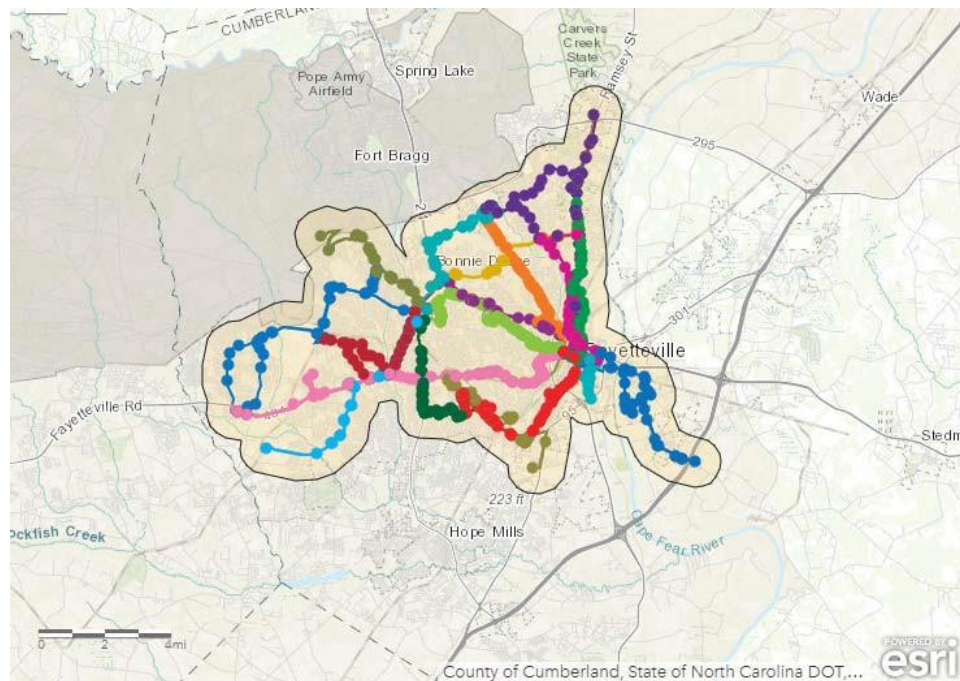 CUMBERLAND
Carvers
Creek
State
Park
Ramsey St
Pope Army
Airfield
Spring Lake
Wade
295
Fort Bragg
301
Fayetteville
Fayetteville Rd
401
95
Stedm
223 ft
Hope Mills
ockfish Creek
Cape Fear River
0 2 4mi
POWERED BY
esri
County of Cumberland, State of North Carolina DOT,...